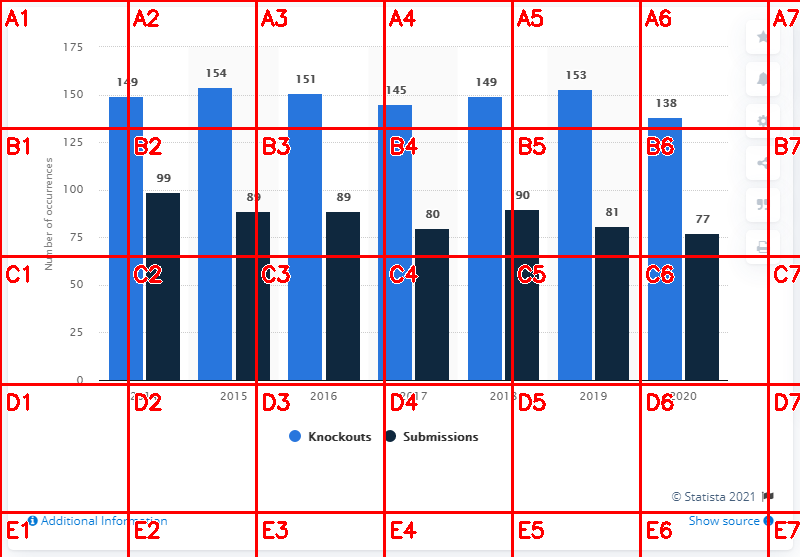 A1 A2 A3 A4 A5 A6 A7
175
154
149 151 149 153
145
150 138
B1 B2 B3 B4 B5 B6 B7
125
Number of occurrences
100 99
89 89 90
80 81 77
75
C1 C2 C3 C4 C5 C6 C7
50
25
0
2014 2015 2016 2017 2018 2019 2020
D1 D2 D3 D4 D5 D6 D7
Knockouts Submissions
© Statista 2021
Additional Information Show source
E1 E2 E3 E4 E5 E6 E7